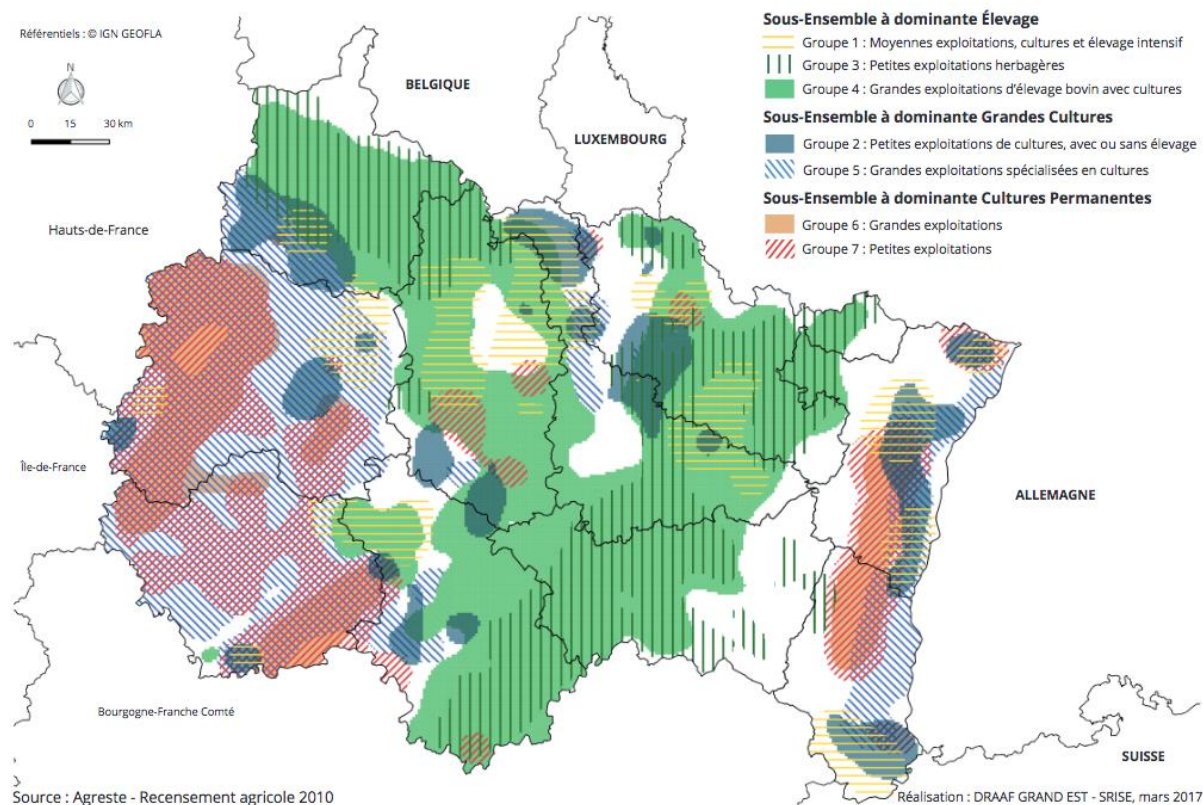 Référentiels : © IGN GEOFLA
N
0 15 30 km
BELGIQUE
LUXEMBOURG
Hauts-de-France
Île-de-France
ALLEMAGNE
Bourgogne-Franche Comté
SUISSE
Sous-Ensemble à dominante Élevage
Groupe 1 : Moyennes exploitations, cultures et élevage intensif
Groupe 3 : Petites exploitations herbagères
Groupe 4 : Grandes exploitations d'élevage bovin avec cultures
Sous-Ensemble à dominante Grandes Cultures
Groupe 2 : Petites exploitations de cultures, avec ou sans élevage
Groupe 5 : Grandes exploitations spécialisées en cultures
Sous-Ensemble à dominante Cultures Permanentes
Groupe 6 : Grandes exploitations
Groupe 7 : Petites exploitations
Source : Agreste - Recensement agricole 2010
Réalisation : DRAAF GRAND EST - SRISE, mars 2017